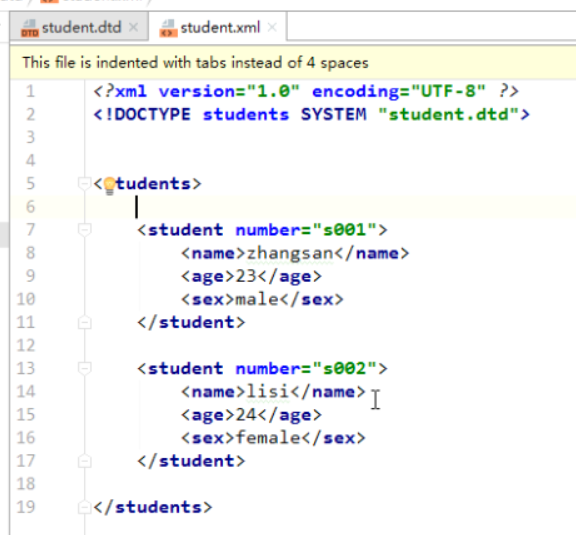 student.dtd × student.xml ×
This file is indented with tabs instead of 4 spaces
1 <?xml version="1.0" encoding="UTF-8" ?>
2 <!DOCTYPE students SYSTEM "student.dtd">
3
4
5 < tudents>
6
7 <student number="s001">
8 <name>zhangsan</name>
9 <age>23</age>
10 <sex>male</sex>
11 </student>
12
13 <student number="s002">
14 <name>lisi</name>
15 <age>24</age>
16 <sex>female</sex>
17 </student>
18
19 </students>